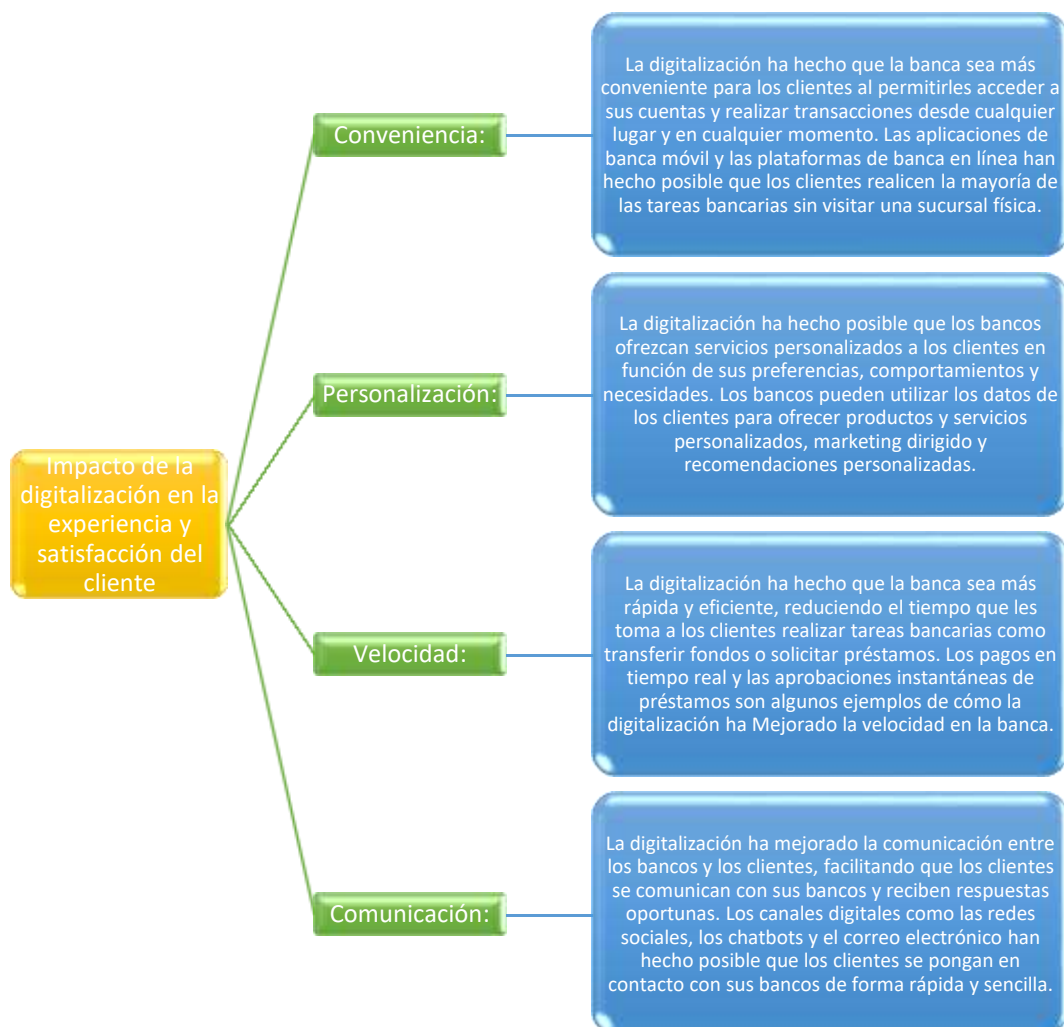 Impacto de la
digitalización en la
experiencia y
satisfacción del
cliente
Conveniencia:
La digitalización ha hecho que la banca sea más
conveniente para los clientes al permitirles acceder a
sus cuentas y realizar transacciones desde cualquier
lugar y en cualquier momento. Las aplicaciones de
banca móvil y las plataformas de banca en línea han
hecho posible que los clientes realicen la mayoría de
las tareas bancarias sin visitar una sucursal física.
Personalización:
La digitalización ha hecho posible que los bancos
ofrezcan servicios personalizados a los clientes en
función de sus preferencias, comportamientos y
necesidades. Los bancos pueden utilizar los datos de
los clientes para ofrecer productos y servicios
personalizados, marketing dirigido y
recomendaciones personalizadas.
Velocidad:
La digitalización ha hecho que la banca sea más
rápida y eficiente, reduciendo el tiempo que les
toma a los clientes realizar tareas bancarias como
transferir fondos o solicitar préstamos. Los pagos en
tiempo real y las aprobaciones instantáneas de
préstamos son algunos ejemplos de cómo la
digitalización ha Mejorado la velocidad en la banca.
Comunicación:
La digitalización ha mejorado la comunicación entre
los bancos y los clientes, facilitando que los clientes
se comunican con sus bancos y reciben respuestas
oportunas. Los canales digitales como las redes
sociales, los chatbots y el correo electrónico han
hecho posible que los clientes se pongan en
contacto con sus bancos de forma rápida y sencilla.